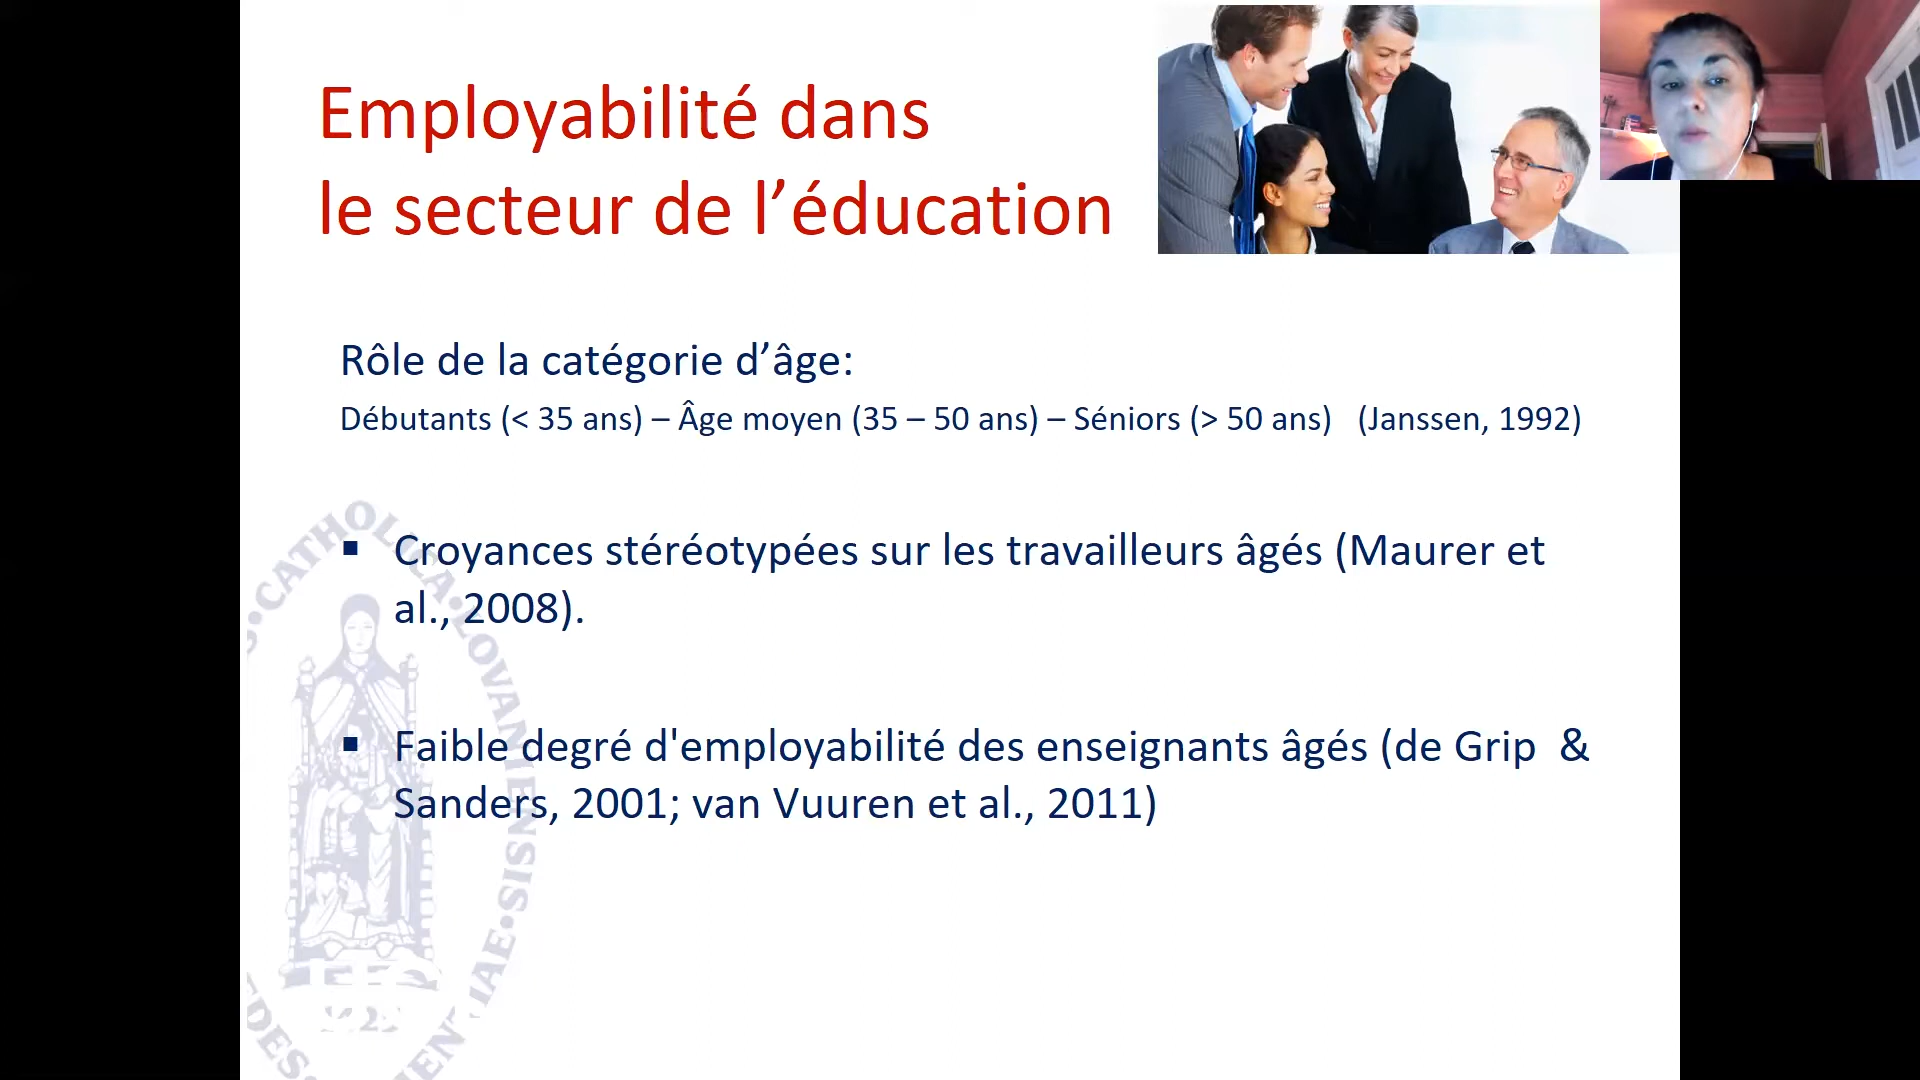 Employabilité dans
le secteur de l’éducation
Rôle de la catégorie d’âge:
Débutants (< 35 ans) – Âge moyen (35 – 50 ans) – Séniors (> 50 ans) (Janssen, 1992)
▪ Croyances stéréotypées sur les travailleurs âgés (Maurer et
al., 2008).
▪ Faible degré d'employabilité des enseignants âgés (de Grip &
Sanders, 2001; van Vuuren et al., 2011)